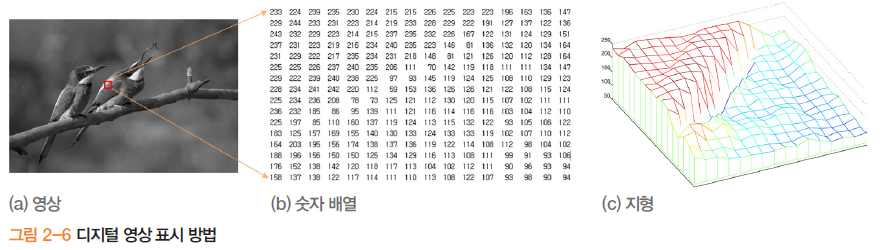 233 224 239 235 230 224 215 215 226 225 223 223 196 163 136 147
229 244 233 231 223 214 219 233 228 229 222 191 127 137 122 136
243 232 229 223 214 215 237 235 232 226 167 122 131 124 126 151
237 231 223 219 216 234 240 235 223 146 81 136 132 120 134 164
231 229 222 217 235 234 231 218 148 81 121 126 120 112 128 164
225 225 226 237 240 235 206 111 70 142 119 118 111 111 134 147
229 222 239 240 238 225 97 93 145 119 124 125 108 110 129 123
228 234 241 242 220 112 59 153 136 126 126 121 122 108 115 124
225 234 236 208 78 73 125 121 112 130 120 115 107 102 111 111
236 232 185 86 95 139 111 121 116 114 116 116 103 104 112 110
225 197 85 110 160 137 119 124 113 115 132 122 93 105 106 122
183 125 157 169 155 140 130 133 124 133 133 119 102 107 110 112
164 203 195 156 174 138 137 136 119 122 114 108 112 98 104 102
188 196 156 150 150 125 134 129 116 113 108 111 99 91 93 106
176 152 138 142 120 118 117 113 104 102 112 111 90 96 93 94
158 137 138 122 117 114 111 110 113 108 122 107 93 98 90 94
250
200
150
100
50
(a) 영상
(b) 숫자 배열
(c) 지형
그림 2-6 디지털 영상 표시 방법